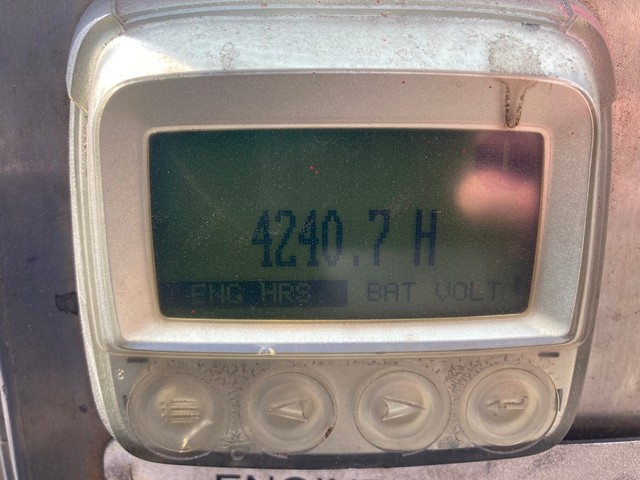 4240.7 H
ENG HRS BAT VOLT